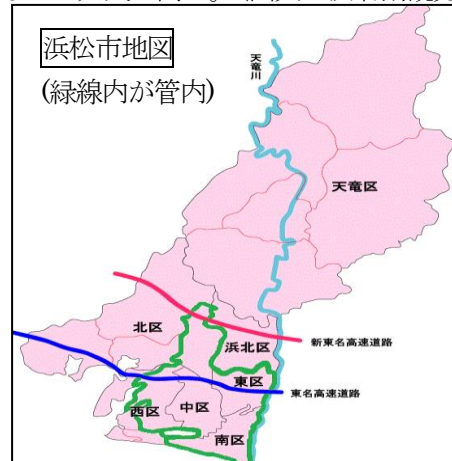 浜松市地図
(緑線内が管内)
天竜川
天竜区
北区
浜北区
新東名高速道路
東区
東名高速道路
西区
中区
南区